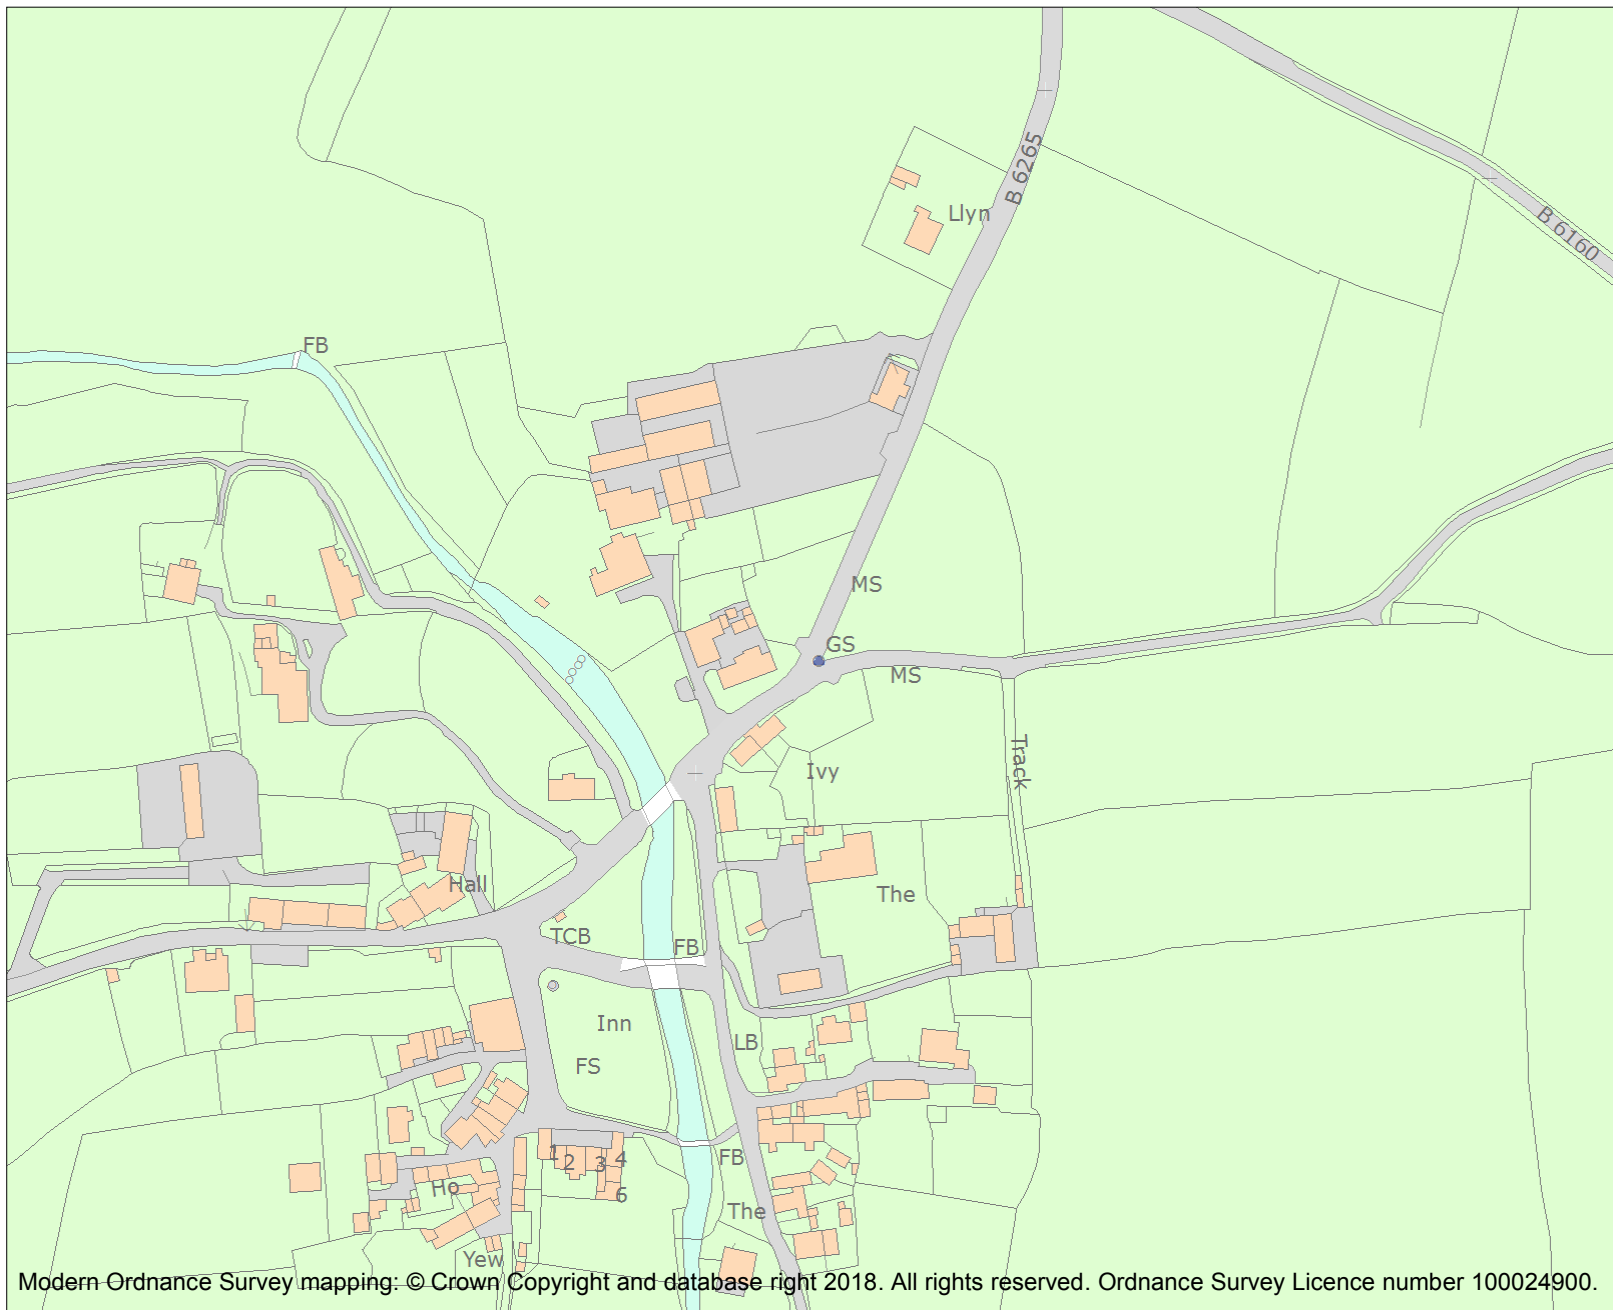 B 6265
Llyn
B 6160
FB
MS
GS
MS
Track
Ivy
Hall
The
TCB
FB
Inn
LB
FS
1
2
3
4
FB
Ho
6
The
Yew
Modern Ordnance Survey mapping: © Crown Copyright and database right 2018. All rights reserved. Ordnance Survey Licence number 100024900.